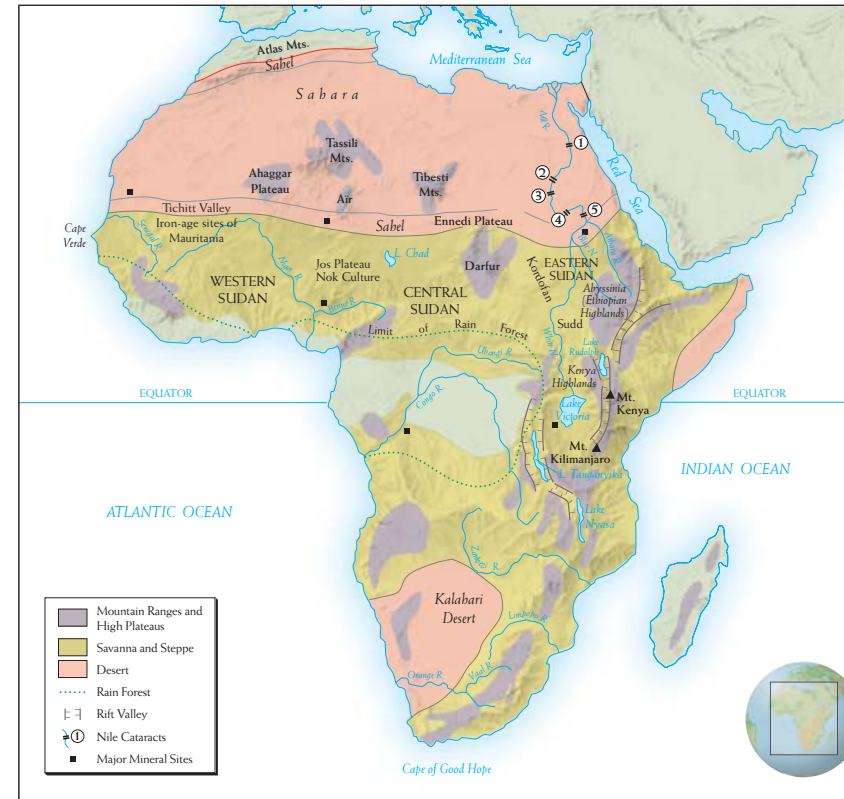 Atlas Mts.
Sahel
Mediterranean Sea
Sahara
Nile R.
Red
Sea
Tassili
Mts.
Ahaggar
Plateau
Aïr
Tibesti
Mts.
1
2
3
4
5
Tichitt Valley
Iron-age sites of
Mauritania
Sahel
Ennedi Plateau
Cape
Verde
Senegal R.
Niger R.
Jos Plateau
Nok Culture
L. Chad
Darfur
Kordofan
EASTERN
SUDAN
Blue N.
Atbara R.
Abyssinia
(Ethiopian
Highlands)
WESTERN
SUDAN
CENTRAL
SUDAN
Benue R.
Sudd
White N.
Limit of Rain Forest
Ubangi R.
Lake
Rudolph
Kenya
Highlands
EQUATOR
EQUATOR
Congo R.
Lake
Victoria
Mt.
Kenya
Mt.
Kilimanjaro
L. Tanganyika
INDIAN OCEAN
ATLANTIC OCEAN
Lake
Nyasa
Zambezi R.
Kalahari
Desert
Limpopo R.
Orange R.
Vaal R.
Cape of Good Hope
Mountain Ranges and
High Plateaus
Savanna and Steppe
Desert
Rain Forest
Rift Valley
1
Nile Cataracts
Major Mineral Sites